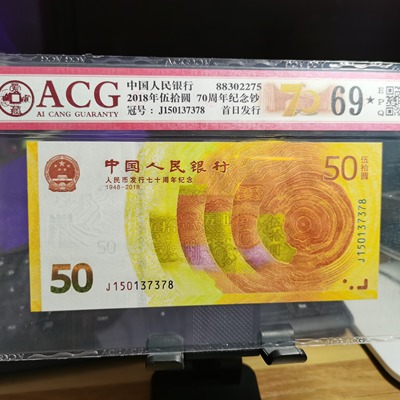 ACG
AI CANG GUARANTY
中国人民银行 88302275
2018年伍拾圆 70周年纪念钞
冠号: J150137378 首日发行
70
69★
EPQ
中国人民银行
人民币发行七十周年纪念
1948-2018
50
伍拾圆
J150137378
50
50
J150137378